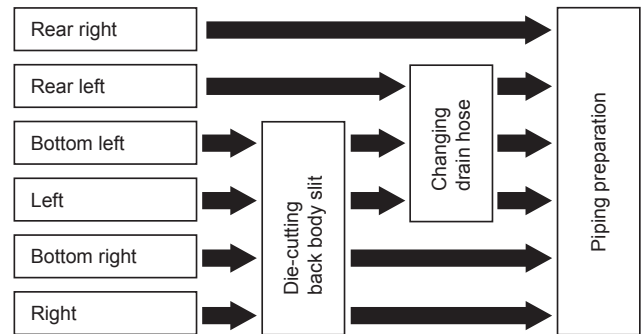 Rear right
Rear left
Bottom left
Left
Bottom right
Right
Die-cutting
back body slit
Changing
drain hose
Piping preparation